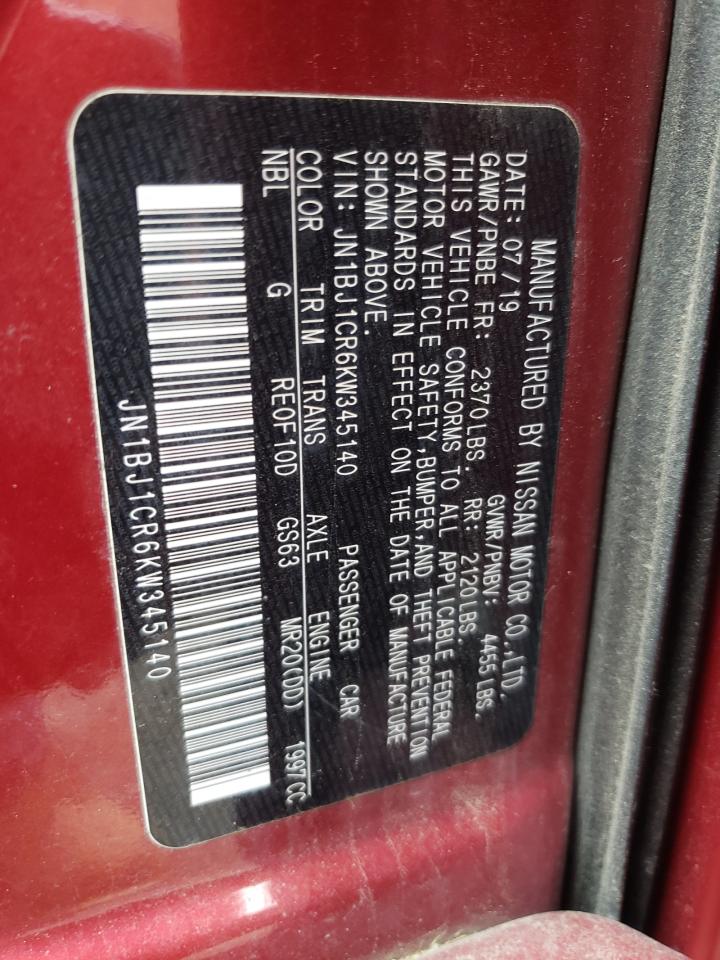 MANUFACTURED BY NISSAN MOTOR CO.,LTD.
DATE: 07/19 GVWR/PNBV: 4455LBS.
GAWR/PNBE FR: 2370LBS. RR: 2120LBS.
THIS VEHICLE CONFORMS TO ALL APPLICABLE FEDERAL
MOTOR VEHICLE SAFETY,BUMPER,AND THEFT PREVENTION
STANDARDS IN EFFECT ON THE DATE OF MANUFACTURE
SHOWN ABOVE.
VIN: JN1BJ1CR6KW345140 PASSENGER CAR
COLOR TRIM TRANS AXLE ENGINE
NBL G RE0F10D GS63 MR20(DD) 1997CC
JN1BJ1CR6KW345140